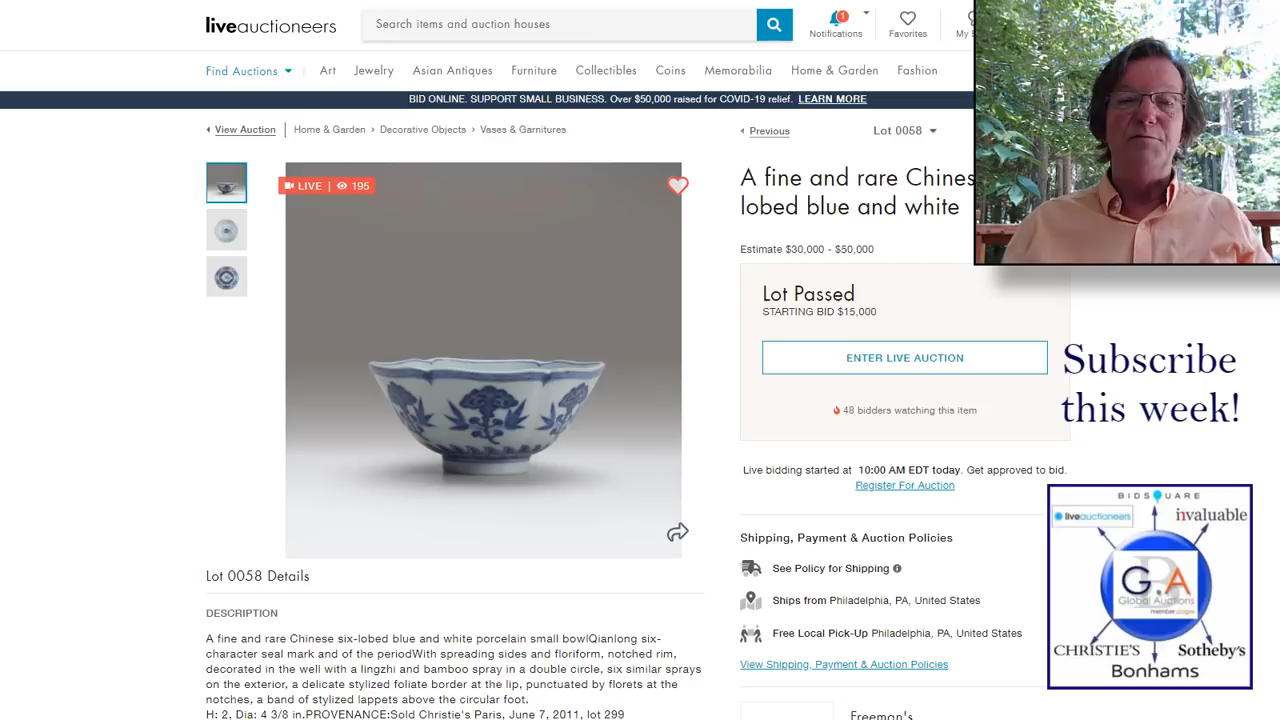 liveauctioneers
Search items and auction houses
1
Notifications
Favorites
Find Auctions
Art
Jewelry
Asian Antiques
Furniture
Collectibles
Coins
Memorabilia
Home & Garden
Fashion
BID ONLINE. SUPPORT SMALL BUSINESS. Over $50,000 raised for COVID-19 relief. LEARN MORE
View Auction
Home & Garden
Decorative Objects
Vases & Garnitures
Previous
Lot 0058
LIVE | 195
A fine and rare Chines
lobed blue and white
Estimate $30,000 - $50,000
Lot Passed
STARTING BID $15,000
ENTER LIVE AUCTION
48 bidders watching this item
Live bidding started at 10:00 AM EDT today. Get approved to bid.
Register For Auction
Shipping, Payment & Auction Policies
See Policy for Shipping
Ships from Philadelphia, PA, United States
Free Local Pick-Up Philadelphia, PA, United States
View Shipping, Payment & Auction Policies
Freeman's
Lot 0058 Details
DESCRIPTION
A fine and rare Chinese six-lobed blue and white porcelain small bowlQianlong six-
character seal mark and of the periodWith spreading sides and floriform, notched rim,
decorated in the well with a lingzhi and bamboo spray in a double circle, six similar sprays
on the exterior, a delicate stylized foliate border at the lip, punctuated by florets at the
notches, a band of stylized lappets above the circular foot.
H: 2, Dia: 4 3/8 in.PROVENANCE:Sold Christie's Paris, June 7, 2011, lot 299
Subscribe
this week!
BIDSQUARE
liveauctioneers
invaluable
G.A
Global Auctions
member pages
CHRISTIE'S
Sotheby's
Bonhams